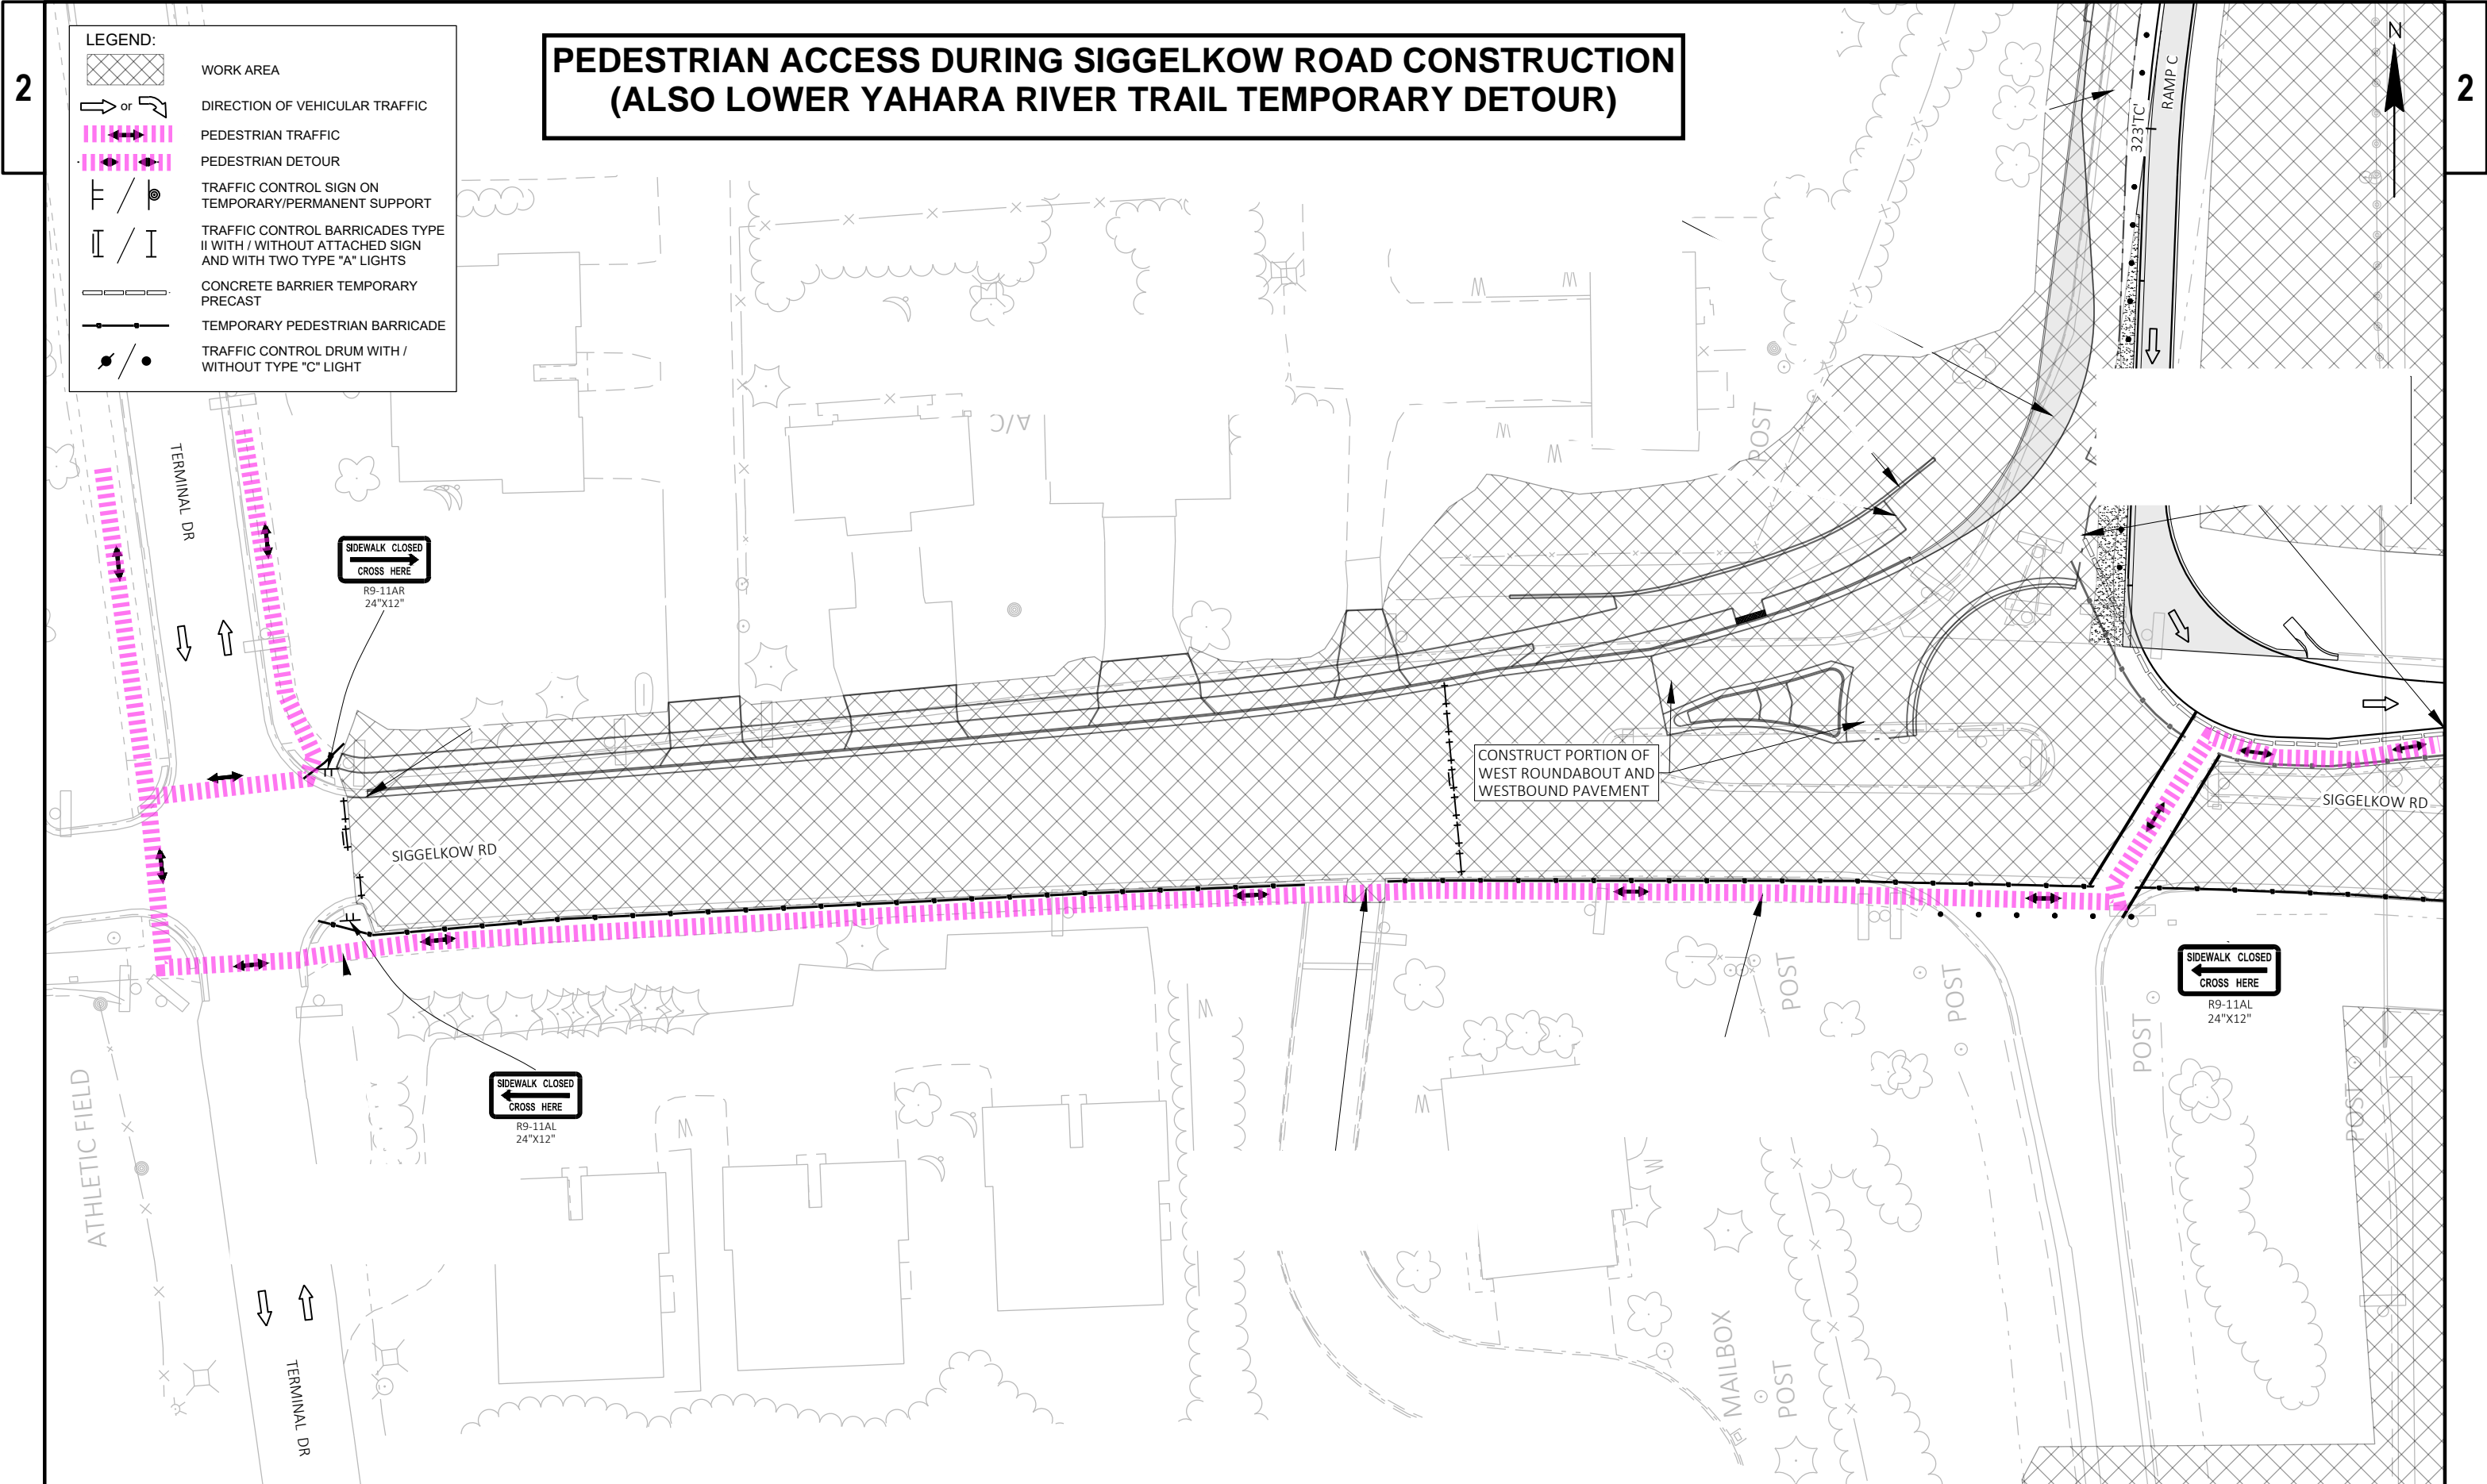 2
LEGEND:
WORK AREA
or
DIRECTION OF VEHICULAR TRAFFIC
PEDESTRIAN TRAFFIC
PEDESTRIAN DETOUR
TRAFFIC CONTROL SIGN ON
TEMPORARY/PERMANENT SUPPORT
TRAFFIC CONTROL BARRICADES TYPE
II WITH / WITHOUT ATTACHED SIGN
AND WITH TWO TYPE "A" LIGHTS
CONCRETE BARRIER TEMPORARY
PRECAST
TEMPORARY PEDESTRIAN BARRICADE
TRAFFIC CONTROL DRUM WITH /
WITHOUT TYPE "C" LIGHT
PEDESTRIAN ACCESS DURING SIGGELKOW ROAD CONSTRUCTION
(ALSO LOWER YAHARA RIVER TRAIL TEMPORARY DETOUR)
N
2
323'TC'
RAMP C
TERMINAL DR
A/C
POST
SIDEWALK CLOSED
CROSS HERE
R9-11AR
24"X12"
CONSTRUCT PORTION OF
WEST ROUNDABOUT AND
WESTBOUND PAVEMENT
SIGGELKOW RD
SIGGELKOW RD
SIDEWALK CLOSED
CROSS HERE
R9-11AL
24"X12"
POST
POST
POST
POST
SIDEWALK CLOSED
CROSS HERE
R9-11AL
24"X12"
ATHLETIC FIELD
TERMINAL DR
MAILBOX
POST